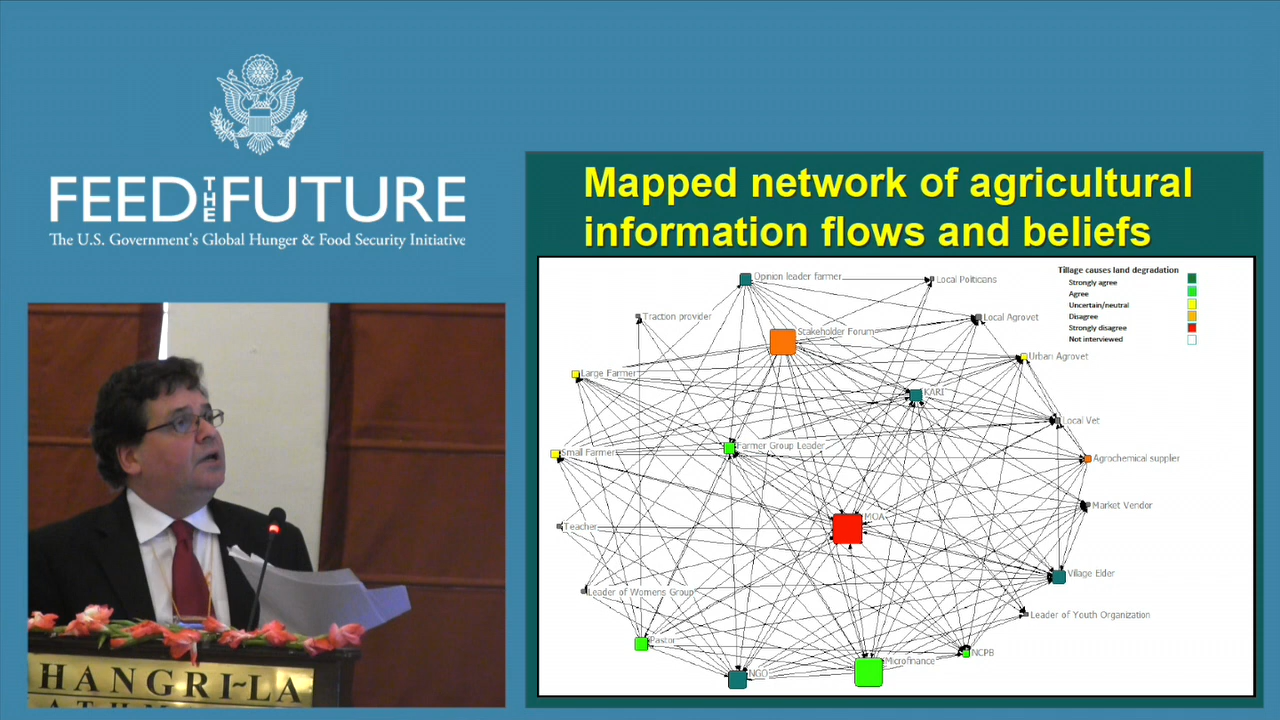 FEED THE FUTURE
The U.S. Government's Global Hunger & Food Security Initiative
Mapped network of agricultural
information flows and beliefs
Tillage causes land degradation
Strongly agree
Agree
Uncertain/neutral
Disagree
Strongly disagree
Not interviewed
Opinion leader farmer
Local Politicians
Traction provider
Local Agrovet
Stakeholder Forum
Urban Agrovet
Large Farmer
KARI
Local Vet
Farmer Group Leader
Small Farmer
Agrochemical supplier
Market Vendor
MOA
Teacher
Village Elder
Leader of Womens Group
Leader of Youth Organization
Pastor
NCPB
Microfinance
NGO
HANGRI~LA